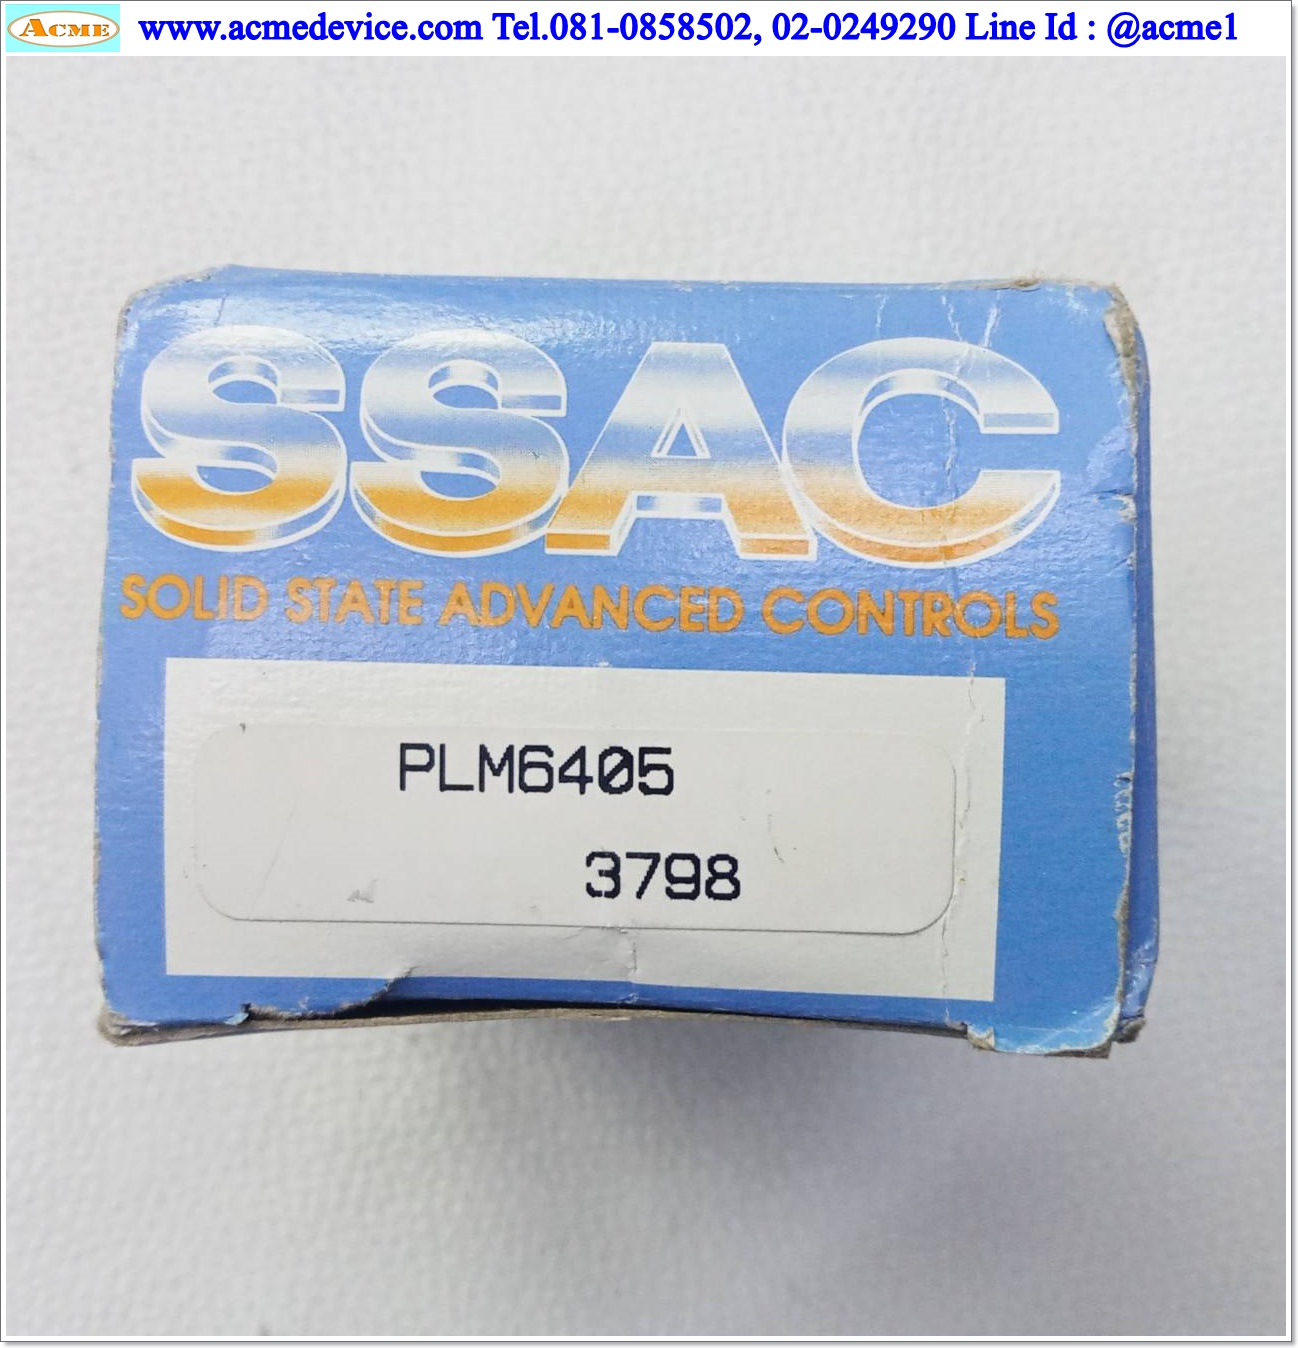 ACME www.acmedevice.com Tel.081-0858502, 02-0249290 Line Id : @acme1
SSAC
SOLID STATE ADVANCED CONTROLS
PLM6405
3798